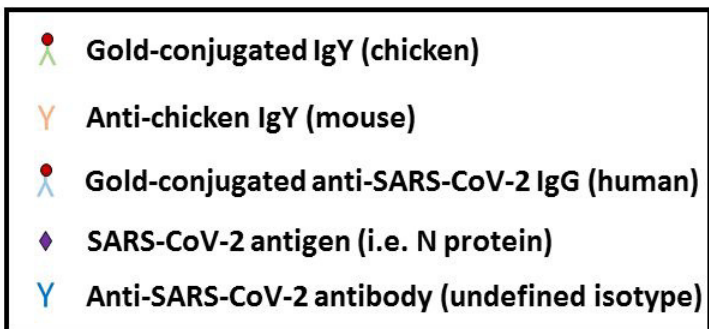 Gold-conjugated IgY (chicken)
Anti-chicken IgY (mouse)
Gold-conjugated anti-SARS-CoV-2 IgG (human)
SARS-CoV-2 antigen (i.e. N protein)
Anti-SARS-CoV-2 antibody (undefined isotype)